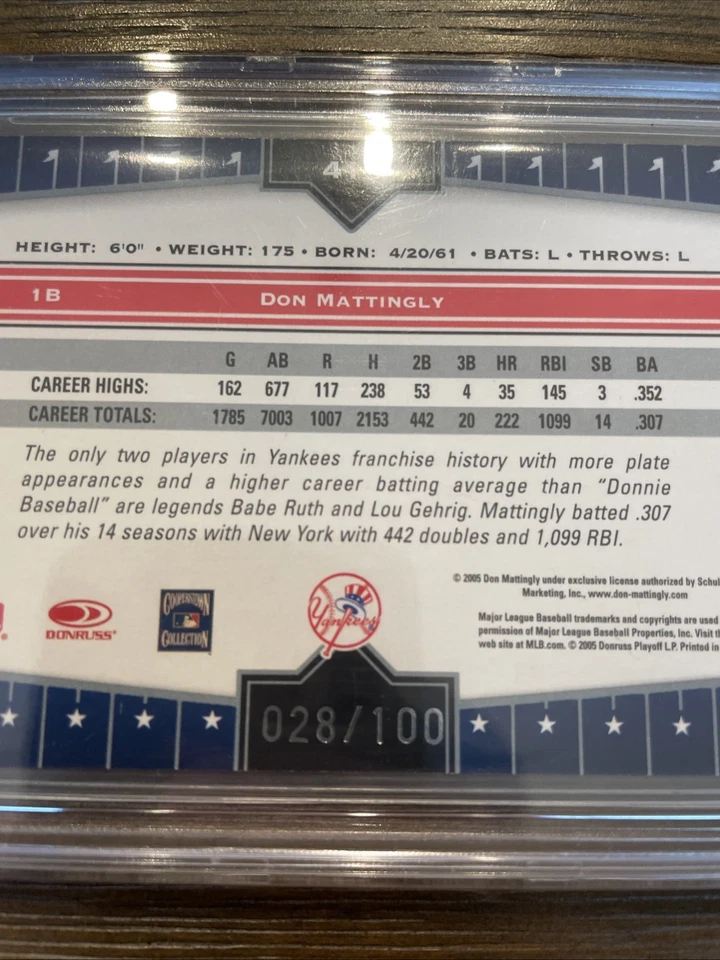 4
HEIGHT: 6'0" • WEIGHT: 175 • BORN: 4/20/61 • BATS: L • THROWS: L
1B DON MATTINGLY
G AB R H 2B 3B HR RBI SB BA
CAREER HIGHS: 162 677 117 238 53 4 35 145 3 .352
CAREER TOTALS: 1785 7003 1007 2153 442 20 222 1099 14 .307
The only two players in Yankees franchise history with more plate
appearances and a higher career batting average than "Donnie
Baseball" are legends Babe Ruth and Lou Gehrig. Mattingly batted .307
over his 14 seasons with New York with 442 doubles and 1,099 RBI.
© 2005 Don Mattingly under exclusive license authorized by Schul
Marketing, Inc., www.don-mattingly.com
Major League Baseball trademarks and copyrights are used
permission of Major League Baseball Properties, Inc. Visit t
web site at MLB.com. © 2005 Donruss Playoff L.P. Printed in
DONRUSS
COOPERSTOWN
COLLECTION
Yankees
028/100